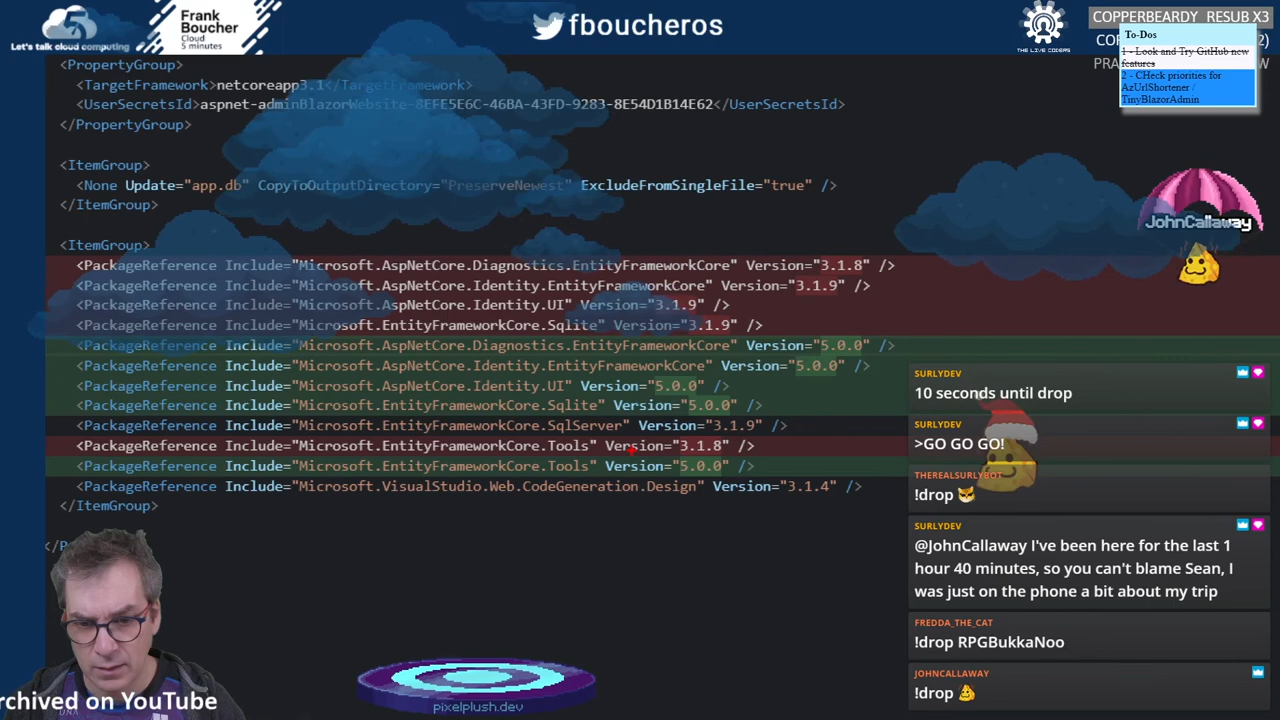 Let's talk cloud computing
Frank
Boucher
Cloud
5 minutes
fboucheros
THE LIVE CODERS
COPPERBEARDY RESUB X3
To-Dos
1 - Look and Try GitHub new
features
2 - CHeck priorities for
AzUrlShortener /
TinyBlazorAdmin
<PropertyGroup>
<TargetFramework>netcoreapp3.1</TargetFramework>
<UserSecretsId>aspnet-adminBlazorWebsite-8EFE5E6C-46BA-43FD-9283-8E54D1B14E62</UserSecretsId>
</PropertyGroup>
<ItemGroup>
<None Update="app.db" CopyToOutputDirectory="PreserveNewest" ExcludeFromSingleFile="true" />
</ItemGroup>
<ItemGroup>
<PackageReference Include="Microsoft.AspNetCore.Diagnostics.EntityFrameworkCore" Version="3.1.8" />
<PackageReference Include="Microsoft.AspNetCore.Identity.EntityFrameworkCore" Version="3.1.9" />
<PackageReference Include="Microsoft.AspNetCore.Identity.UI" Version="3.1.9" />
<PackageReference Include="Microsoft.EntityFrameworkCore.Sqlite" Version="3.1.9" />
<PackageReference Include="Microsoft.AspNetCore.Diagnostics.EntityFrameworkCore" Version="5.0.0" />
<PackageReference Include="Microsoft.AspNetCore.Identity.EntityFrameworkCore" Version="5.0.0" />
<PackageReference Include="Microsoft.AspNetCore.Identity.UI" Version="5.0.0" />
<PackageReference Include="Microsoft.EntityFrameworkCore.Sqlite" Version="5.0.0" />
<PackageReference Include="Microsoft.EntityFrameworkCore.SqlServer" Version="3.1.9" />
<PackageReference Include="Microsoft.EntityFrameworkCore.Tools" Version="3.1.8" />
<PackageReference Include="Microsoft.EntityFrameworkCore.Tools" Version="5.0.0" />
<PackageReference Include="Microsoft.VisualStudio.Web.CodeGeneration.Design" Version="3.1.4" />
</ItemGroup>
JohnCallaway
SURLYDEV
10 seconds until drop
SURLYDEV
>GO GO GO!
THEREALSURLYBOT
!drop
SURLYDEV
@JohnCallaway I've been here for the last 1
hour 40 minutes, so you can't blame Sean, I
was just on the phone a bit about my trip
FREDDA_THE_CAT
!drop RPGBukkaNoo
JOHNCALLAWAY
!drop
rchived on YouTube
pixelplush.dev